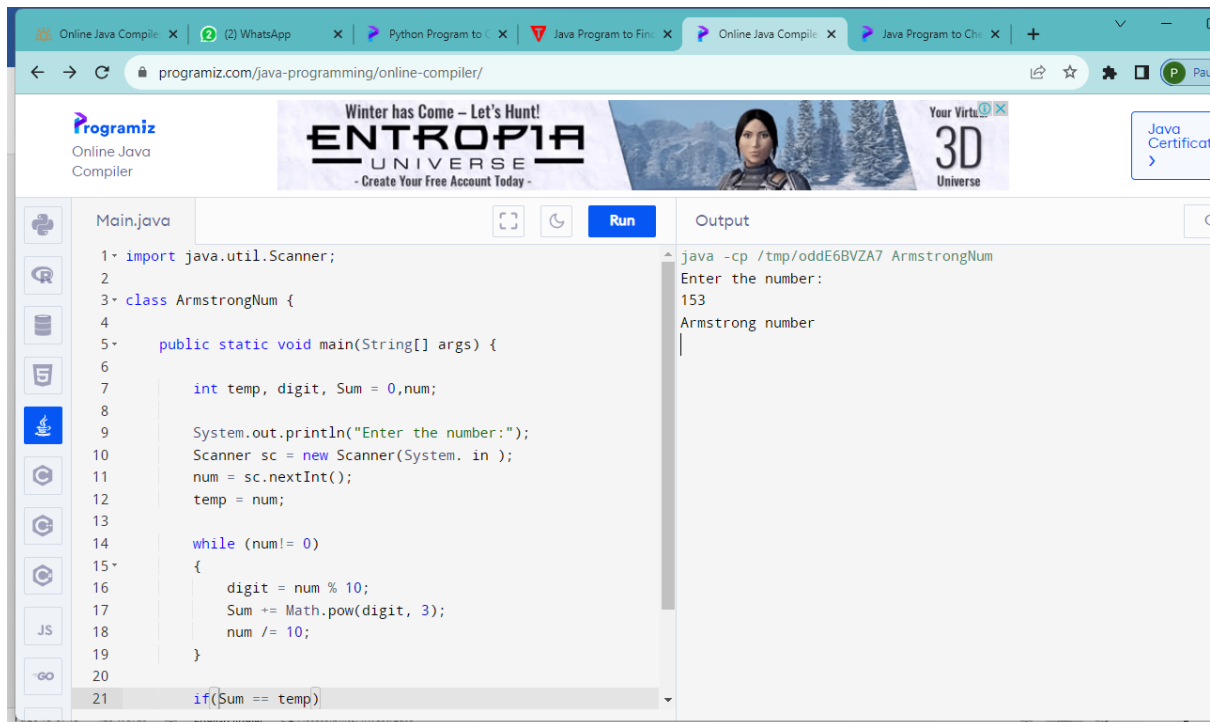 Online Java Compile
(2) WhatsApp
Python Program to C
Java Program to Finc
Online Java Compile
Java Program to Che
programiz.com/java-programming/online-compiler/
P
Pau
Programiz
Online Java
Compiler
Winter has Come – Let's Hunt!
ENTROPIA
UNIVERSE
- Create Your Free Account Today -
Your Virtu
3D
Universe
Java
Certificat
Main.java
Run
Output
1 import java.util.Scanner;
2
3 class ArmstrongNum {
4
5 public static void main(String[] args) {
6
7 int temp, digit, Sum = 0,num;
8
9 System.out.println("Enter the number:");
10 Scanner sc = new Scanner(System. in );
11 num = sc.nextInt();
12 temp = num;
13
14 while (num!= 0)
15 {
16 digit = num % 10;
17 Sum += Math.pow(digit, 3);
18 num /= 10;
19 }
20
21 if(Sum == temp)
JS
GO
java -cp /tmp/oddE6BVZA7 ArmstrongNum
Enter the number:
153
Armstrong number